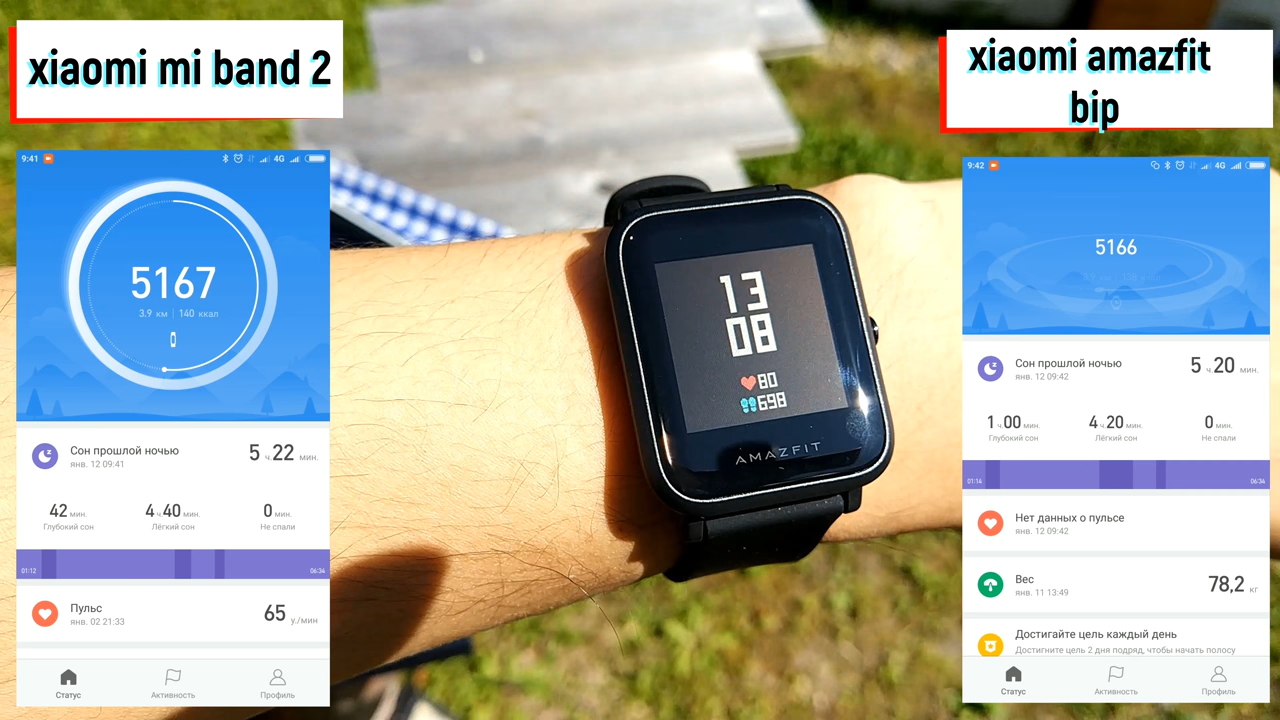 xiaomi mi band 2
9:41
4G
5167
3.9 км | 140 ккал
Сон прошлой ночью
янв. 12 09:41
5 ч. 22 мин.
42 мин.
Глубокий сон
4 ч 40 мин.
Лёгкий сон
0 мин.
Не спали
01:12
06:34
Пульс
янв. 02 21:33
65 у./мин
Статус
Активность
Профиль
13
08
80
698
AMAZFIT
xiaomi amazfit
bip
9:42
4G
5166
Сон прошлой ночью
янв. 12 09:42
5 ч. 20 мин.
1 ч. 00 мин.
Глубокий сон
4 ч. 20 мин.
Лёгкий сон
0 мин.
Не спали
01:14
06:34
Нет данных о пульсе
янв. 12 09:42
Вес
янв. 11 13:49
78,2 кг
Достигайте цель каждый день
Достигните цель 2 дня подряд, чтобы начать полосу
Статус
Активность
Профиль